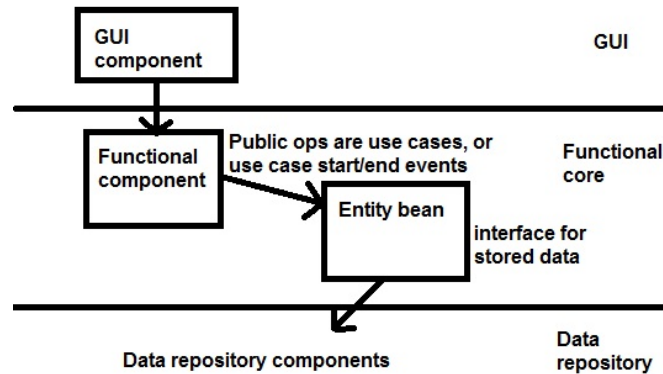 GUI
component
GUI
Functional
component
Public ops are use cases, or
use case start/end events
Functional
core
Entity bean
interface for
stored data
Data repository components
Data
repository